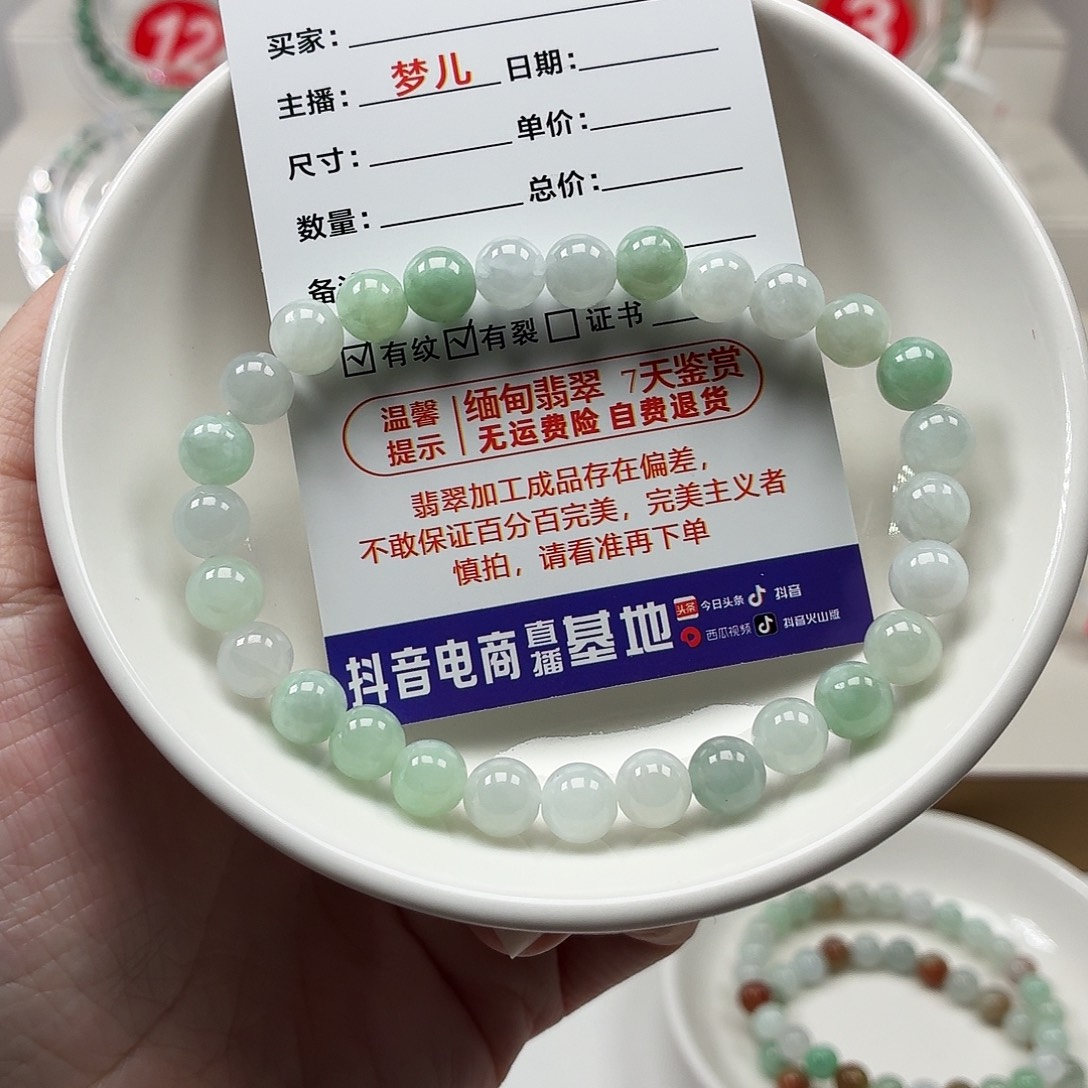 12
3
买家：
主播：梦儿 日期：
尺寸： 单价：
数量： 总价：
备
☑有纹☑有裂☐证书
温馨提示
缅甸翡翠 7天鉴赏
无运费险 自费退货
翡翠加工成品存在偏差，
不敢保证百分百完美，完美主义者
慎拍，请看准再下单
抖音电商直播基地
头条 今日头条 抖音
西瓜视频 抖音火山版